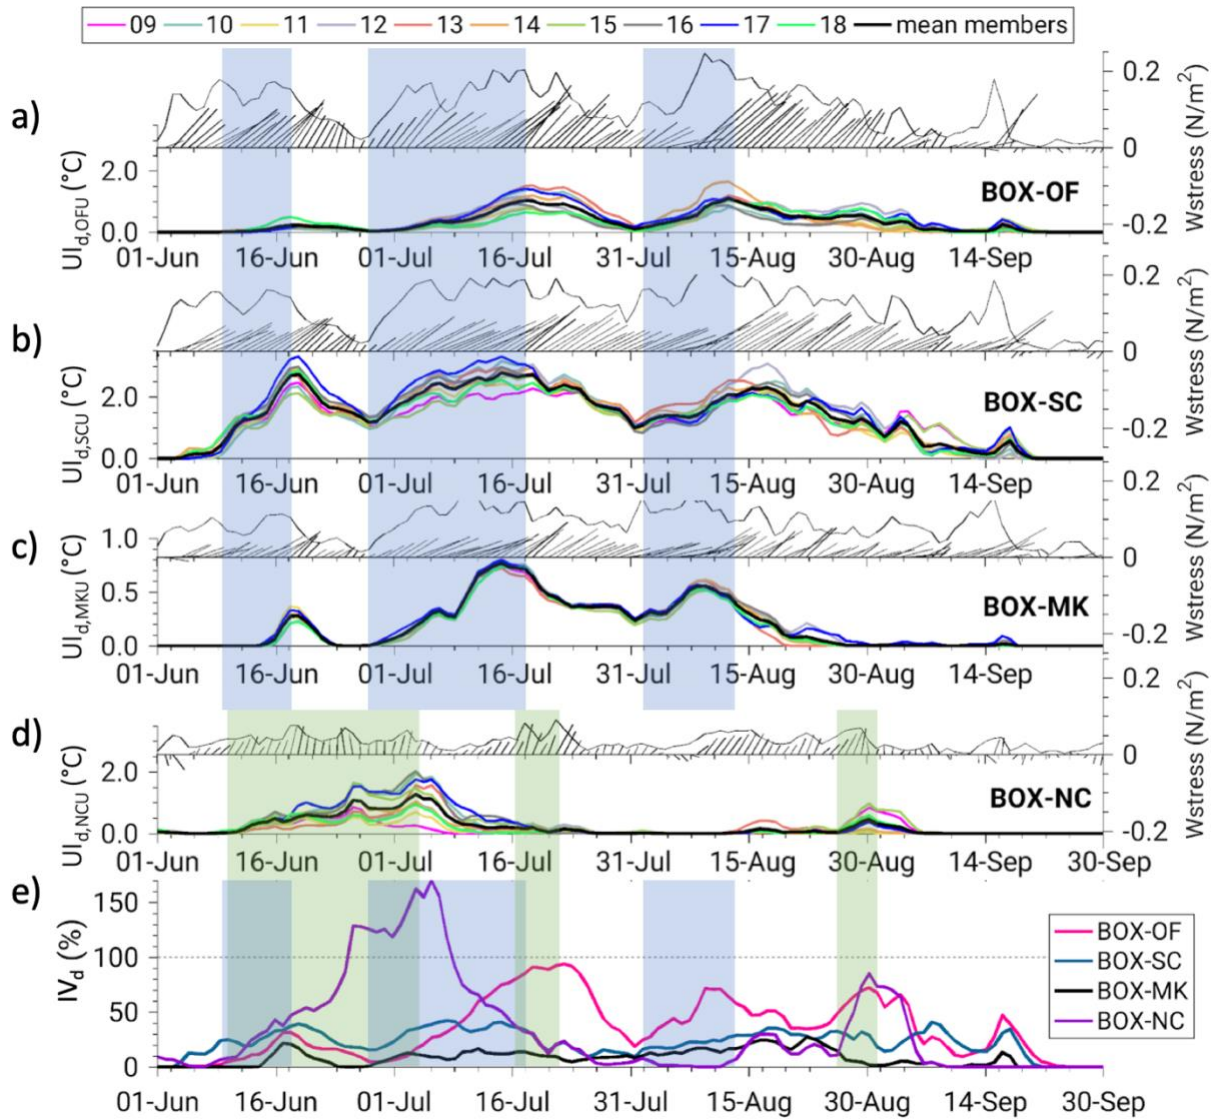 09 10 11 12 13 14 15 16 17 18 mean members
a)
0.2
0
-0.2
Wstress (N/m²)
2.0
0.0
UI_d,OFU (°C)
BOX-OF
01-Jun 16-Jun 01-Jul 16-Jul 31-Jul 15-Aug 30-Aug 14-Sep
b)
0.2
0
-0.2
Wstress (N/m²)
2.0
0.0
UI_d,SCU (°C)
BOX-SC
01-Jun 16-Jun 01-Jul 16-Jul 31-Jul 15-Aug 30-Aug 14-Sep
c)
0.2
0
-0.2
Wstress (N/m²)
1.0
0.5
0.0
UI_d,MKU (°C)
BOX-MK
01-Jun 16-Jun 01-Jul 16-Jul 31-Jul 15-Aug 30-Aug 14-Sep
d)
0.2
0
-0.2
Wstress (N/m²)
2.0
0.0
UI_d,NCU (°C)
BOX-NC
01-Jun 16-Jun 01-Jul 16-Jul 31-Jul 15-Aug 30-Aug 14-Sep 30-Sep
e)
150
100
50
0
IV_d (%)
BOX-OF
BOX-SC
BOX-MK
BOX-NC
01-Jun 16-Jun 01-Jul 16-Jul 31-Jul 15-Aug 30-Aug 14-Sep 30-Sep